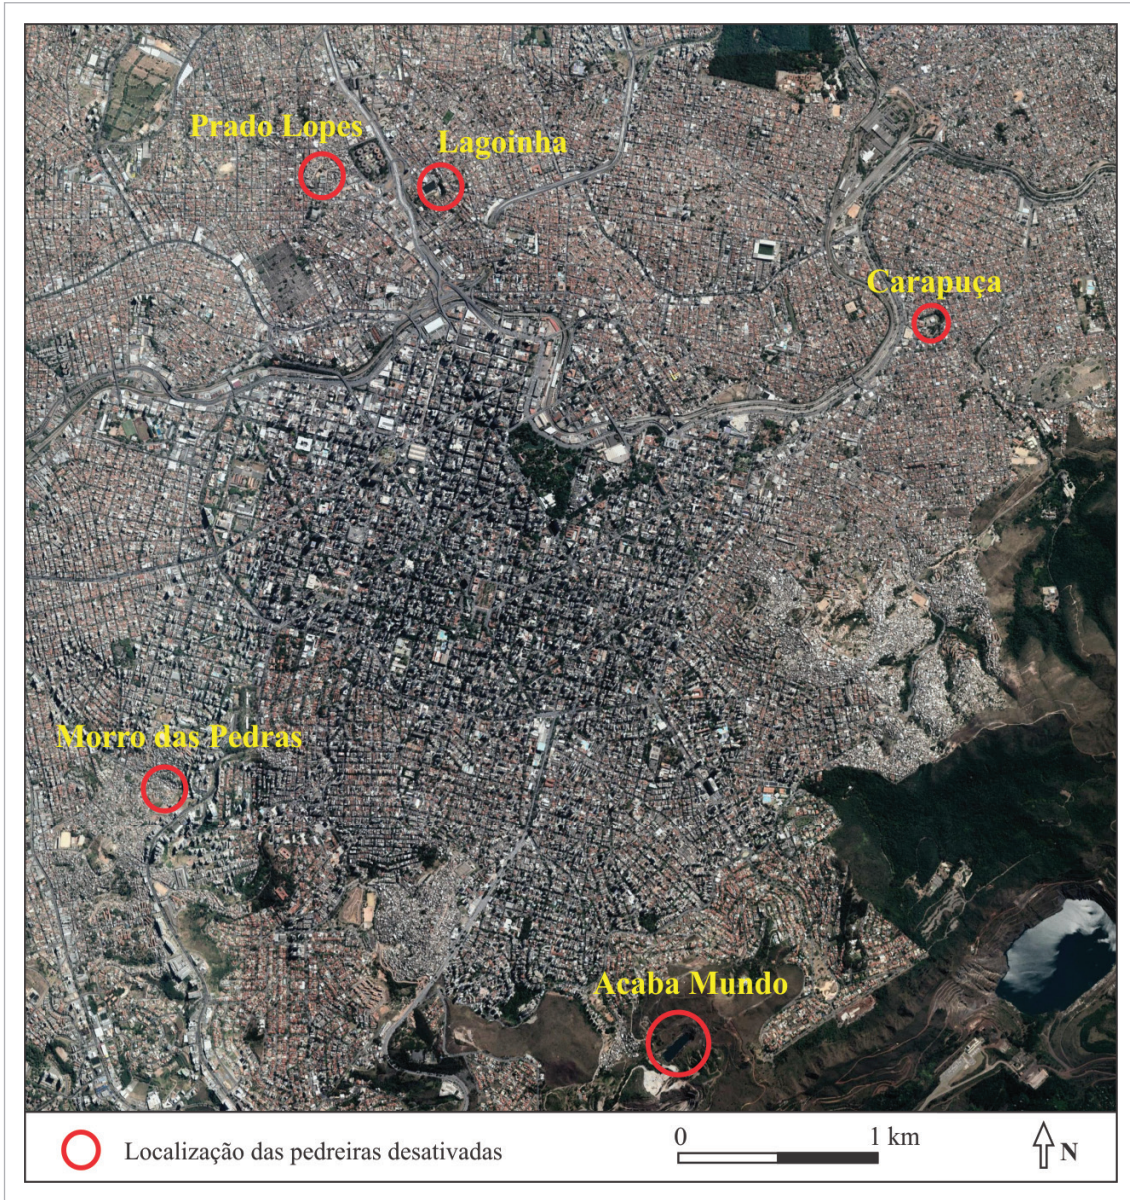 Prado Lopes
Lagoinha
Carapuça
Morro das Pedras
Acaba Mundo
Localização das pedreiras desativadas
0 1 km
N